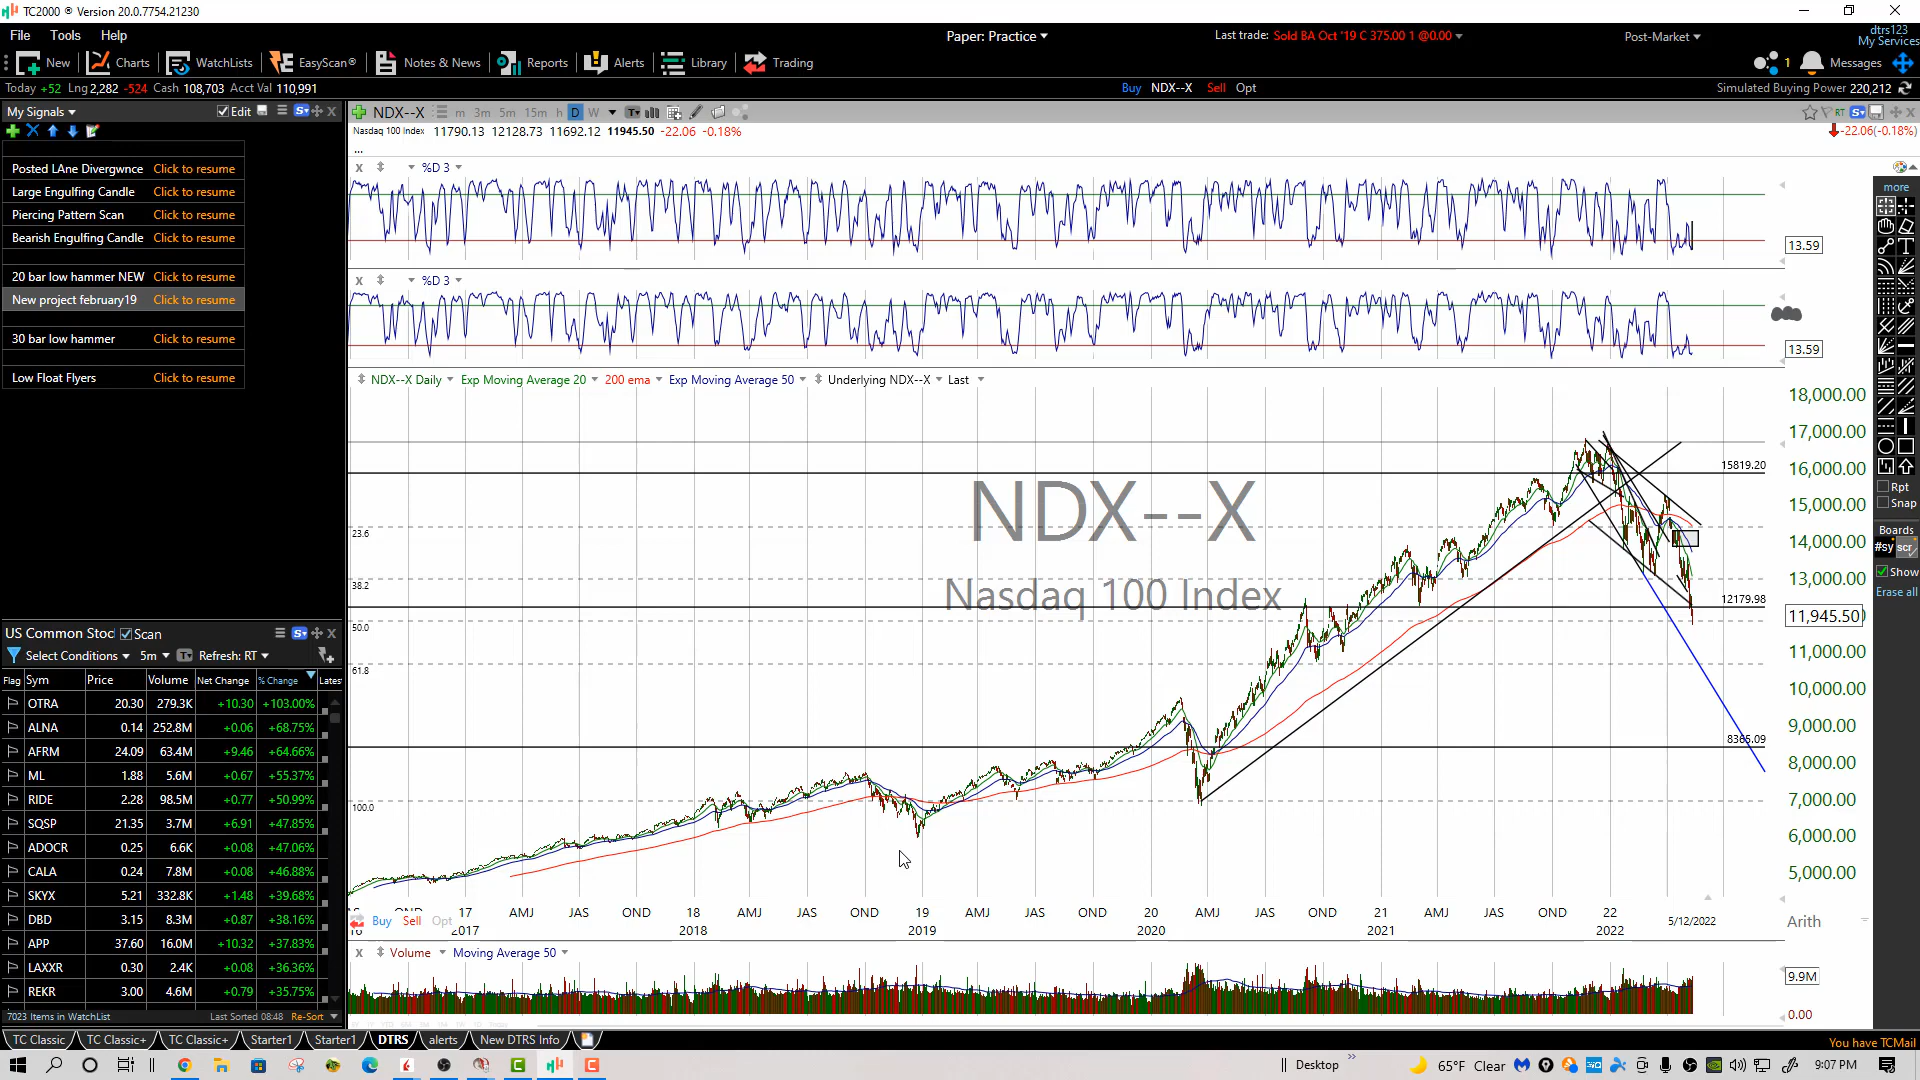 TC2000 ® Version 20.0.7754.21230
File Tools Help
Paper: Practice
Last trade: Sold BA Oct '19 C 375.00 1 @0.00
Post-Market
dtrs123
My Services
New Charts WatchLists EasyScan® Notes & News Reports Alerts Library Trading
1 Messages
Today +52 Lng 2,282 -524 Cash 108,703 Acct Val 110,991
Buy NDX--X Sell Opt
Simulated Buying Power 220,212
My Signals
Edit
Posted LAne Divergwnce Click to resume
Large Engulfing Candle Click to resume
Piercing Pattern Scan Click to resume
Bearish Engulfing Candle Click to resume
20 bar low hammer NEW Click to resume
New project february19 Click to resume
30 bar low hammer Click to resume
Low Float Flyers Click to resume
NDX--X m 3m 5m 15m h D W
RT
Nasdaq 100 Index 11790.13 12128.73 11692.12 11945.50 -22.06 -0.18%
-22.06(-0.18%)
...
%D 3
13.59
%D 3
13.59
NDX--X Daily Exp Moving Average 20 200 ema Exp Moving Average 50 Underlying NDX--X Last
18,000.00
17,000.00
16,000.00
15,000.00
14,000.00
13,000.00
11,945.50
11,000.00
10,000.00
9,000.00
8,000.00
7,000.00
6,000.00
5,000.00
15819.20
12179.98
8365.09
23.6
38.2
50.0
61.8
100.0
NDX--X
Nasdaq 100 Index
OND 17 AMJ JAS OND 18 AMJ JAS OND 19 AMJ JAS OND 20 AMJ JAS OND 21 AMJ JAS OND 22
16 2017 2018 2019 2020 2021 2022
5/12/2022
Arith
Buy Sell Opt
Volume Moving Average 50
9.9M
0.00
more
Rpt
Snap
Boards
#sy scr
Show
Erase all
US Common Stoc Scan
Select Conditions 5m Refresh: RT
Flag Sym Price Volume Net Change % Change Lates
OTRA 20.30 279.3K +10.30 +103.00%
ALNA 0.14 252.8M +0.06 +68.75%
AFRM 24.09 63.4M +9.46 +64.66%
ML 1.88 5.6M +0.67 +55.37%
RIDE 2.28 98.5M +0.77 +50.99%
SQSP 21.35 3.7M +6.91 +47.85%
ADOCR 0.25 6.6K +0.08 +47.06%
CALA 0.24 7.8M +0.08 +46.88%
SKYX 5.21 332.8K +1.48 +39.68%
DBD 3.15 8.3M +0.87 +38.16%
APP 37.60 16.0M +10.32 +37.83%
LAXXR 0.30 2.4K +0.08 +36.36%
REKR 3.00 4.6M +0.79 +35.75%
7023 Items in WatchList Last Sorted 08:48 Re-Sort
TC Classic TC Classic+ TC Classic+ Starter1 Starter1 DTRS alerts New DTRS Info
You have TCMail
Desktop
65°F Clear
9:07 PM